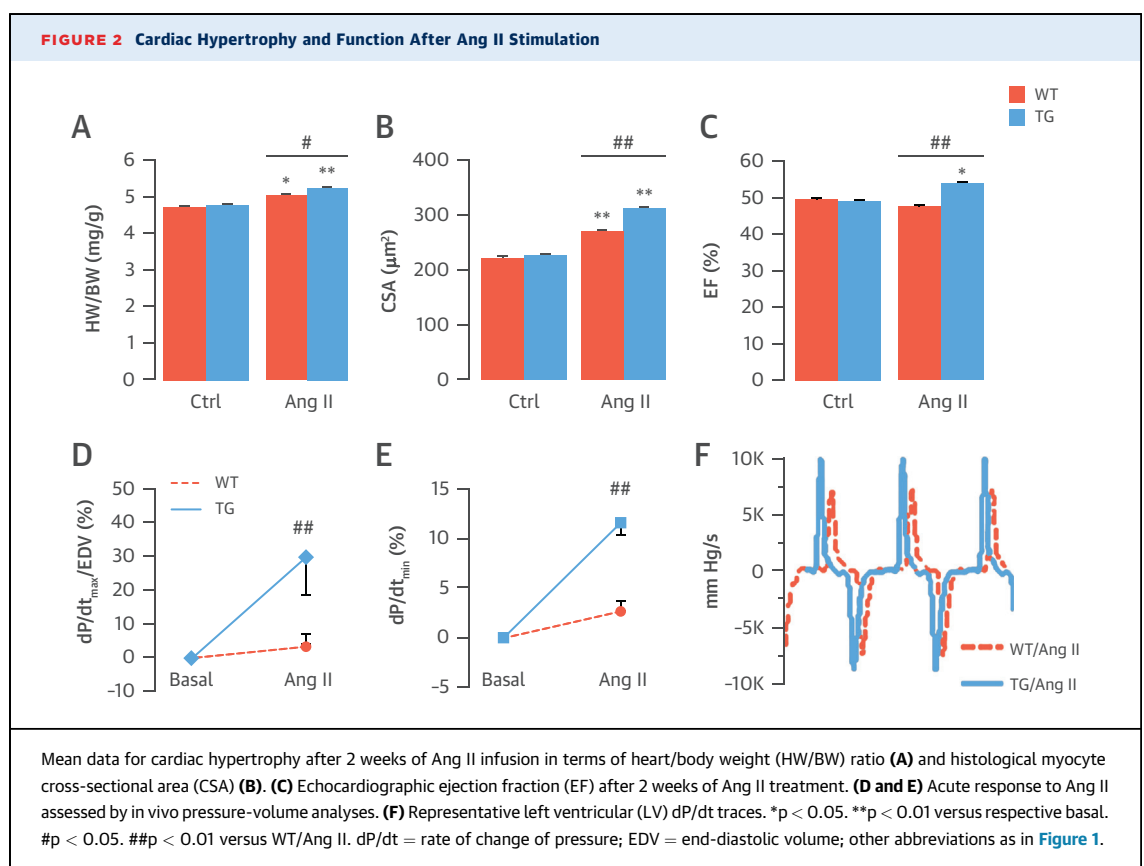 FIGURE 2 Cardiac Hypertrophy and Function After Ang II Stimulation
WT
TG
A
HW/BW (mg/g)
6
5
4
3
2
1
0
#
*
**
Ctrl
Ang II
B
CSA (μm²)
400
300
200
100
0
##
**
**
Ctrl
Ang II
C
EF (%)
60
50
40
30
20
10
0
##
*
Ctrl
Ang II
D
dP/dtmax/EDV (%)
50
40
30
20
10
0
-10
WT
TG
##
Basal
Ang II
E
dP/dtmin (%)
15
10
5
0
-5
##
Basal
Ang II
F
mm Hg/s
10K
5K
0
-5K
-10K
WT/Ang II
TG/Ang II
Mean data for cardiac hypertrophy after 2 weeks of Ang II infusion in terms of heart/body weight (HW/BW) ratio (A) and histological myocyte
cross-sectional area (CSA) (B). (C) Echocardiographic ejection fraction (EF) after 2 weeks of Ang II treatment. (D and E) Acute response to Ang II
assessed by in vivo pressure-volume analyses. (F) Representative left ventricular (LV) dP/dt traces. *p < 0.05. **p < 0.01 versus respective basal.
#p < 0.05. ##p < 0.01 versus WT/Ang II. dP/dt = rate of change of pressure; EDV = end-diastolic volume; other abbreviations as in Figure 1.